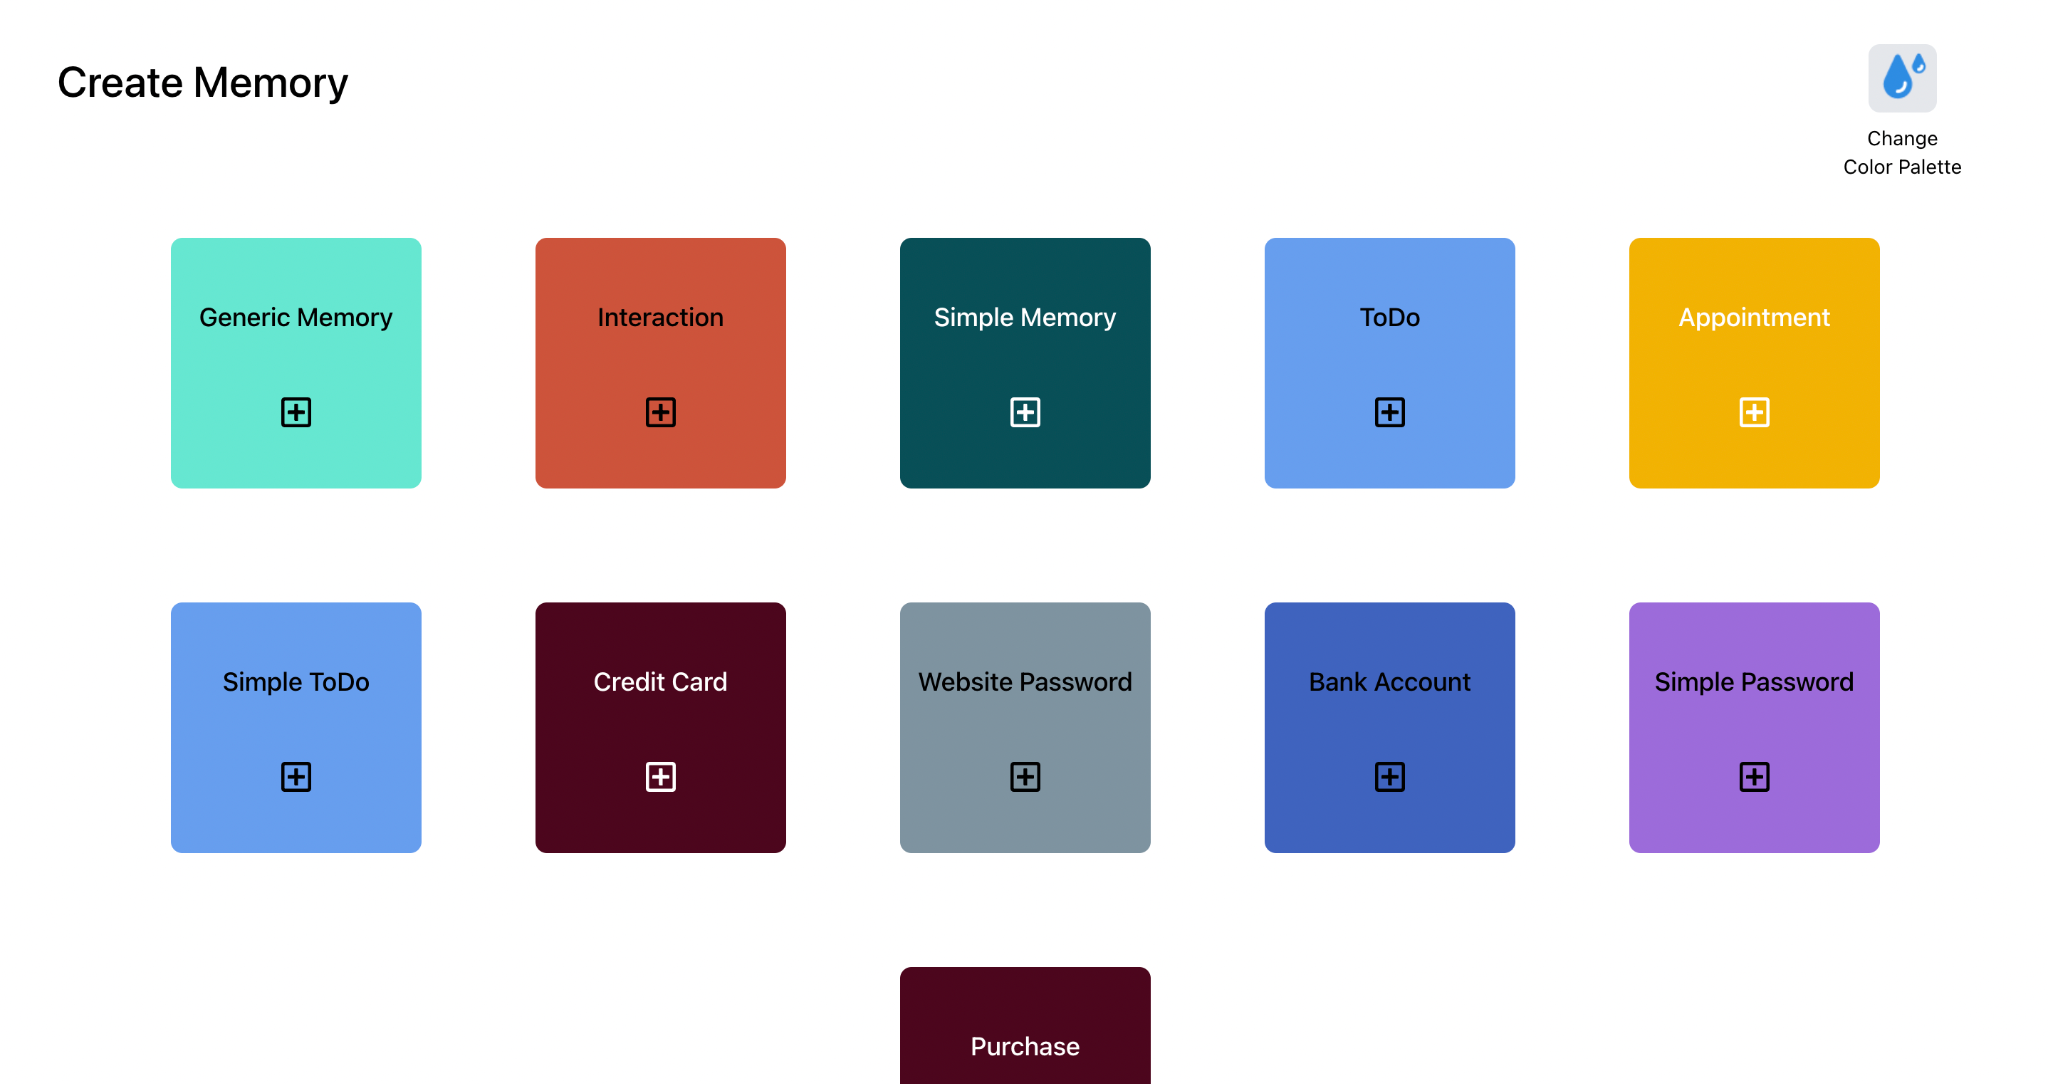 Create Memory
Change
Color Palette
Generic Memory
Interaction
Simple Memory
ToDo
Appointment
Simple ToDo
Credit Card
Website Password
Bank Account
Simple Password
Purchase